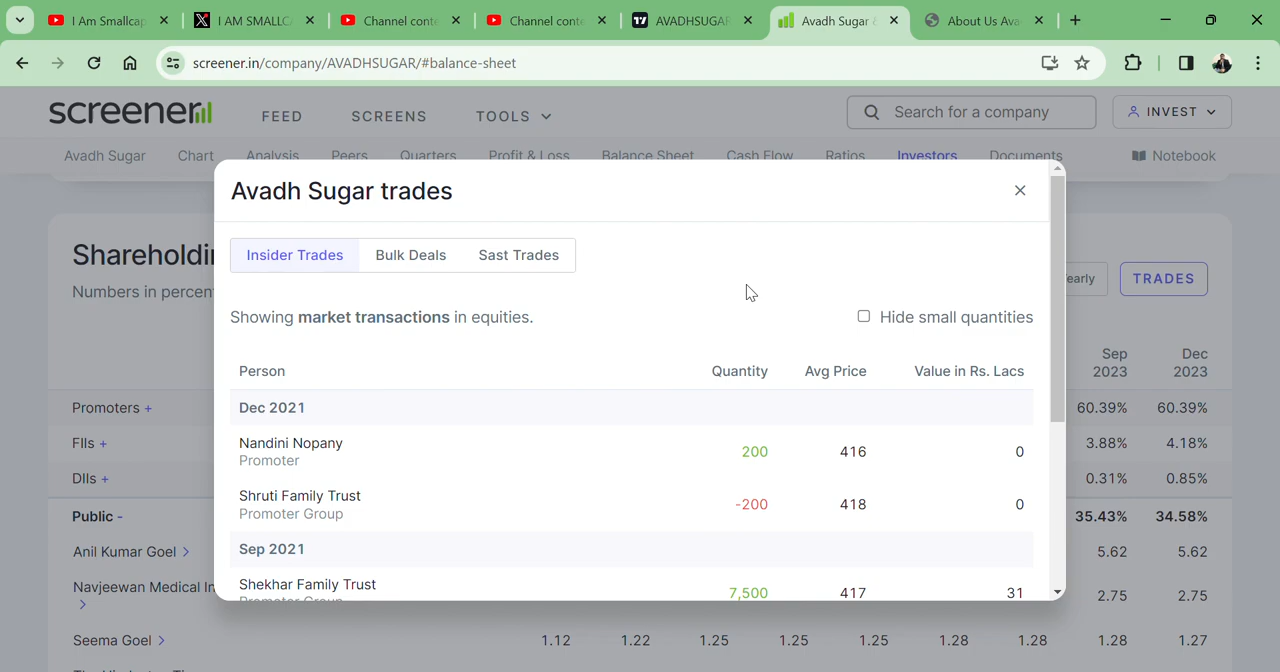 I Am Smallcap
I AM SMALLC
Channel conte
Channel conte
AVADHSUGAR
Avadh Sugar &
About Us Ava
screener.in/company/AVADHSUGAR/#balance-sheet
screener
FEED
SCREENS
TOOLS
Search for a company
INVEST
Avadh Sugar
Chart
Analysis
Peers
Quarters
Profit & Loss
Balance Sheet
Cash Flow
Ratios
Investors
Documents
Notebook
Avadh Sugar trades
Insider Trades
Bulk Deals
Sast Trades
Showing market transactions in equities.
Hide small quantities
Person Quantity Avg Price Value in Rs. Lacs
Dec 2021
Nandini Nopany 200 416 0
Promoter
Shruti Family Trust -200 418 0
Promoter Group
Sep 2021
Shekhar Family Trust 7,500 417 31
Promoter Group
Shareholdin
Numbers in percent
early
TRADES
Sep 2023
Dec 2023
Promoters + 60.39% 60.39%
FIIs + 3.88% 4.18%
DIIs + 0.31% 0.85%
Public - 35.43% 34.58%
Anil Kumar Goel 5.62 5.62
Navjeewan Medical In 2.75 2.75
Seema Goel 1.12 1.22 1.25 1.25 1.25 1.28 1.28 1.28 1.27